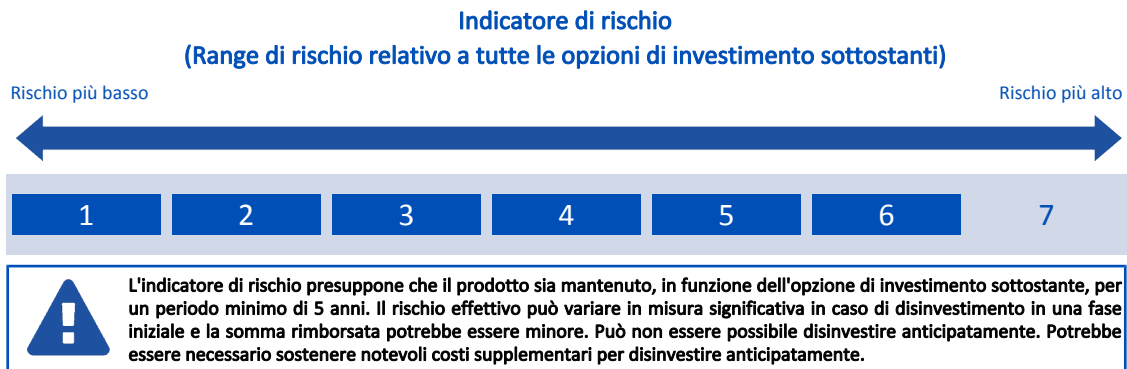 Indicatore di rischio
(Range di rischio relativo a tutte le opzioni di investimento sottostanti)
Rischio più basso Rischio più alto
1 2 3 4 5 6 7
L'indicatore di rischio presuppone che il prodotto sia mantenuto, in funzione dell'opzione di investimento sottostante, per
un periodo minimo di 5 anni. Il rischio effettivo può variare in misura significativa in caso di disinvestimento in una fase
iniziale e la somma rimborsata potrebbe essere minore. Può non essere possibile disinvestire anticipatamente. Potrebbe
essere necessario sostenere notevoli costi supplementari per disinvestire anticipatamente.